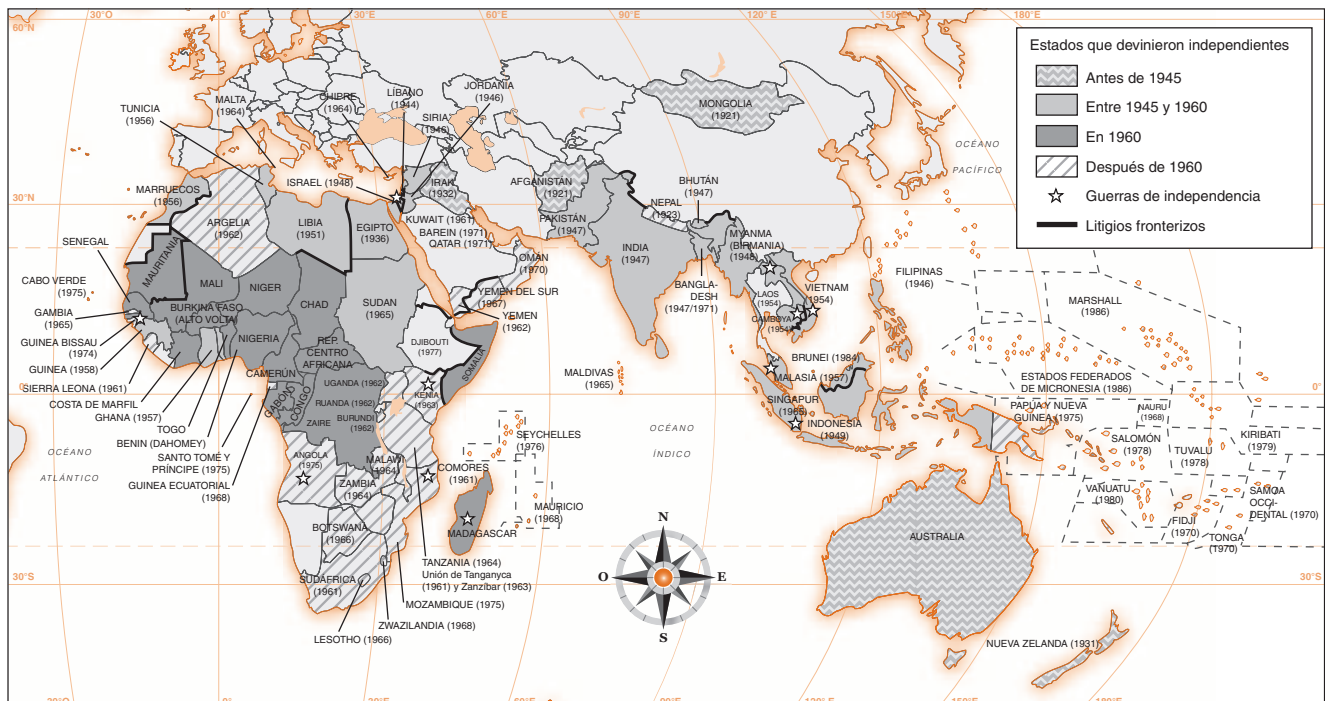 60°N
30°O
0°
30°E
60°E
90°E
120°E
150°E
180°E
Estados que devinieron independientes
Antes de 1945
Entre 1945 y 1960
En 1960
Después de 1960
Guerras de independencia
Litigios fronterizos
TUNICIA
(1956)
MALTA
(1964)
CHIPRE
(1964)
LÍBANO
(1944)
JORDANIA
(1946)
SIRIA
(1946)
MONGOLIA
(1921)
OCÉANO
PACÍFICO
MARRUECOS
(1956)
ISRAEL (1948)
IRAK
(1932)
AFGANISTÁN
(1921)
BHUTÁN
(1947)
NEPAL
(1923)
30°N
30°N
ARGELIA
(1962)
LIBIA
(1951)
EGIPTO
(1936)
KUWAIT (1961)
BAREIN (1971)
QATAR (1971)
PAKISTÁN
(1947)
INDIA
(1947)
MYANMA
(BIRMANIA)
(1948)
SENEGAL
MAURITANIA
OMÁN
(1970)
CABO VERDE
(1975)
MALI
NIGER
CHAD
SUDAN
(1965)
YEMEN DEL SUR
(1967)
YEMEN
(1962)
BANGLA-
DESH
(1947/1971)
LAOS
(1954)
VIETNAM
(1954)
CAMBOYA
(1954)
FILIPINAS
(1946)
MARSHALL
(1986)
GAMBIA
(1965)
BURKINA FASO
(ALTO VOLTA)
GUINEA BISSAU
(1974)
NIGERIA
REP.
CENTRO
AFRICANA
DJIBOUTI
(1977)
SOMALIA
GUINEA (1958)
SIERRA LEONA (1961)
CAMERÚN
UGANDA (1962)
KENIA
(1963)
MALDIVAS
(1965)
BRUNEI (1984)
MALASIA (1957)
SINGAPUR
(1965)
INDONESIA
(1949)
ESTADOS FEDERADOS
DE MICRONESIA (1986)
0°
0°
COSTA DE MARFIL
GHANA (1957)
TOGO
BENIN (DAHOMEY)
SANTO TOMÉ Y
PRÍNCIPE (1975)
GUINEA ECUATORIAL
(1968)
GABÓN
CONGO
ZAIRE
RUANDA (1962)
BURUNDI
(1962)
PAPÚA Y NUEVA
GUINEA (1975)
NAURU
(1968)
SALOMÓN
(1978)
TUVALU
(1978)
KIRIBATI
(1979)
OCÉANO
ATLÁNTICO
OCÉANO
ÍNDICO
SEYCHELLES
(1976)
ANGOLA
(1975)
MALAWI
(1964)
ZAMBIA
(1964)
COMORES
(1961)
MAURICIO
(1968)
VANUATU
(1980)
FIDJI
(1970)
SAMOA
OCCI-
DENTAL (1970)
TONGA
(1970)
BOTSWANA
(1966)
MADAGASCAR
AUSTRALIA
TANZANIA (1964)
Unión de Tanganyca
(1961) y Zanzíbar (1963)
N
O
E
S
30°S
30°S
SUDÁFRICA
(1961)
MOZAMBIQUE (1975)
ZWAZILANDIA (1968)
LESOTHO (1966)
NUEVA ZELANDA (1931)
0°
30°E
60°E
120°E
150°E
180°E